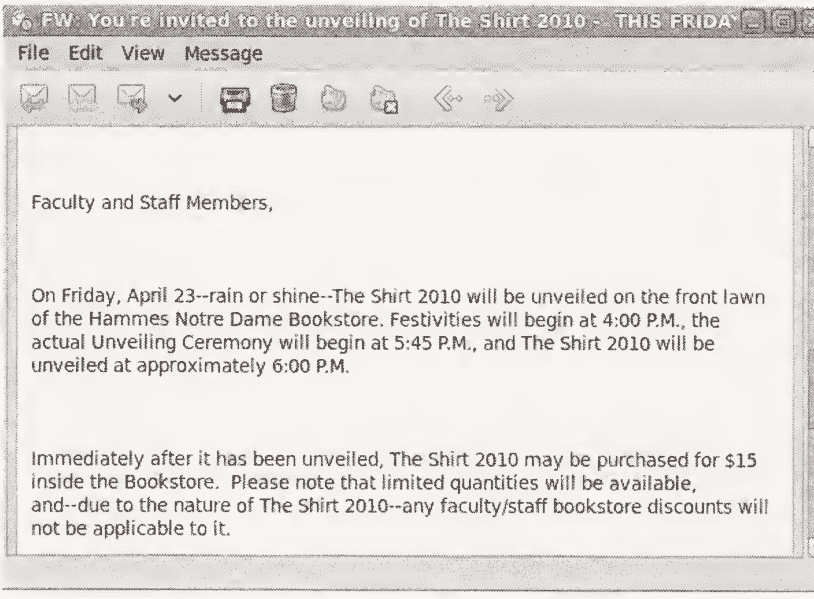 FW: You're invited to the unveiling of The Shirt 2010 - THIS FRIDA
File Edit View Message
Faculty and Staff Members,
On Friday, April 23--rain or shine--The Shirt 2010 will be unveiled on the front lawn
of the Hammes Notre Dame Bookstore. Festivities will begin at 4:00 P.M., the
actual Unveiling Ceremony will begin at 5:45 P.M., and The Shirt 2010 will be
unveiled at approximately 6:00 P.M.
Immediately after it has been unveiled, The Shirt 2010 may be purchased for $15
inside the Bookstore. Please note that limited quantities will be available,
and--due to the nature of The Shirt 2010--any faculty/staff bookstore discounts will
not be applicable to it.